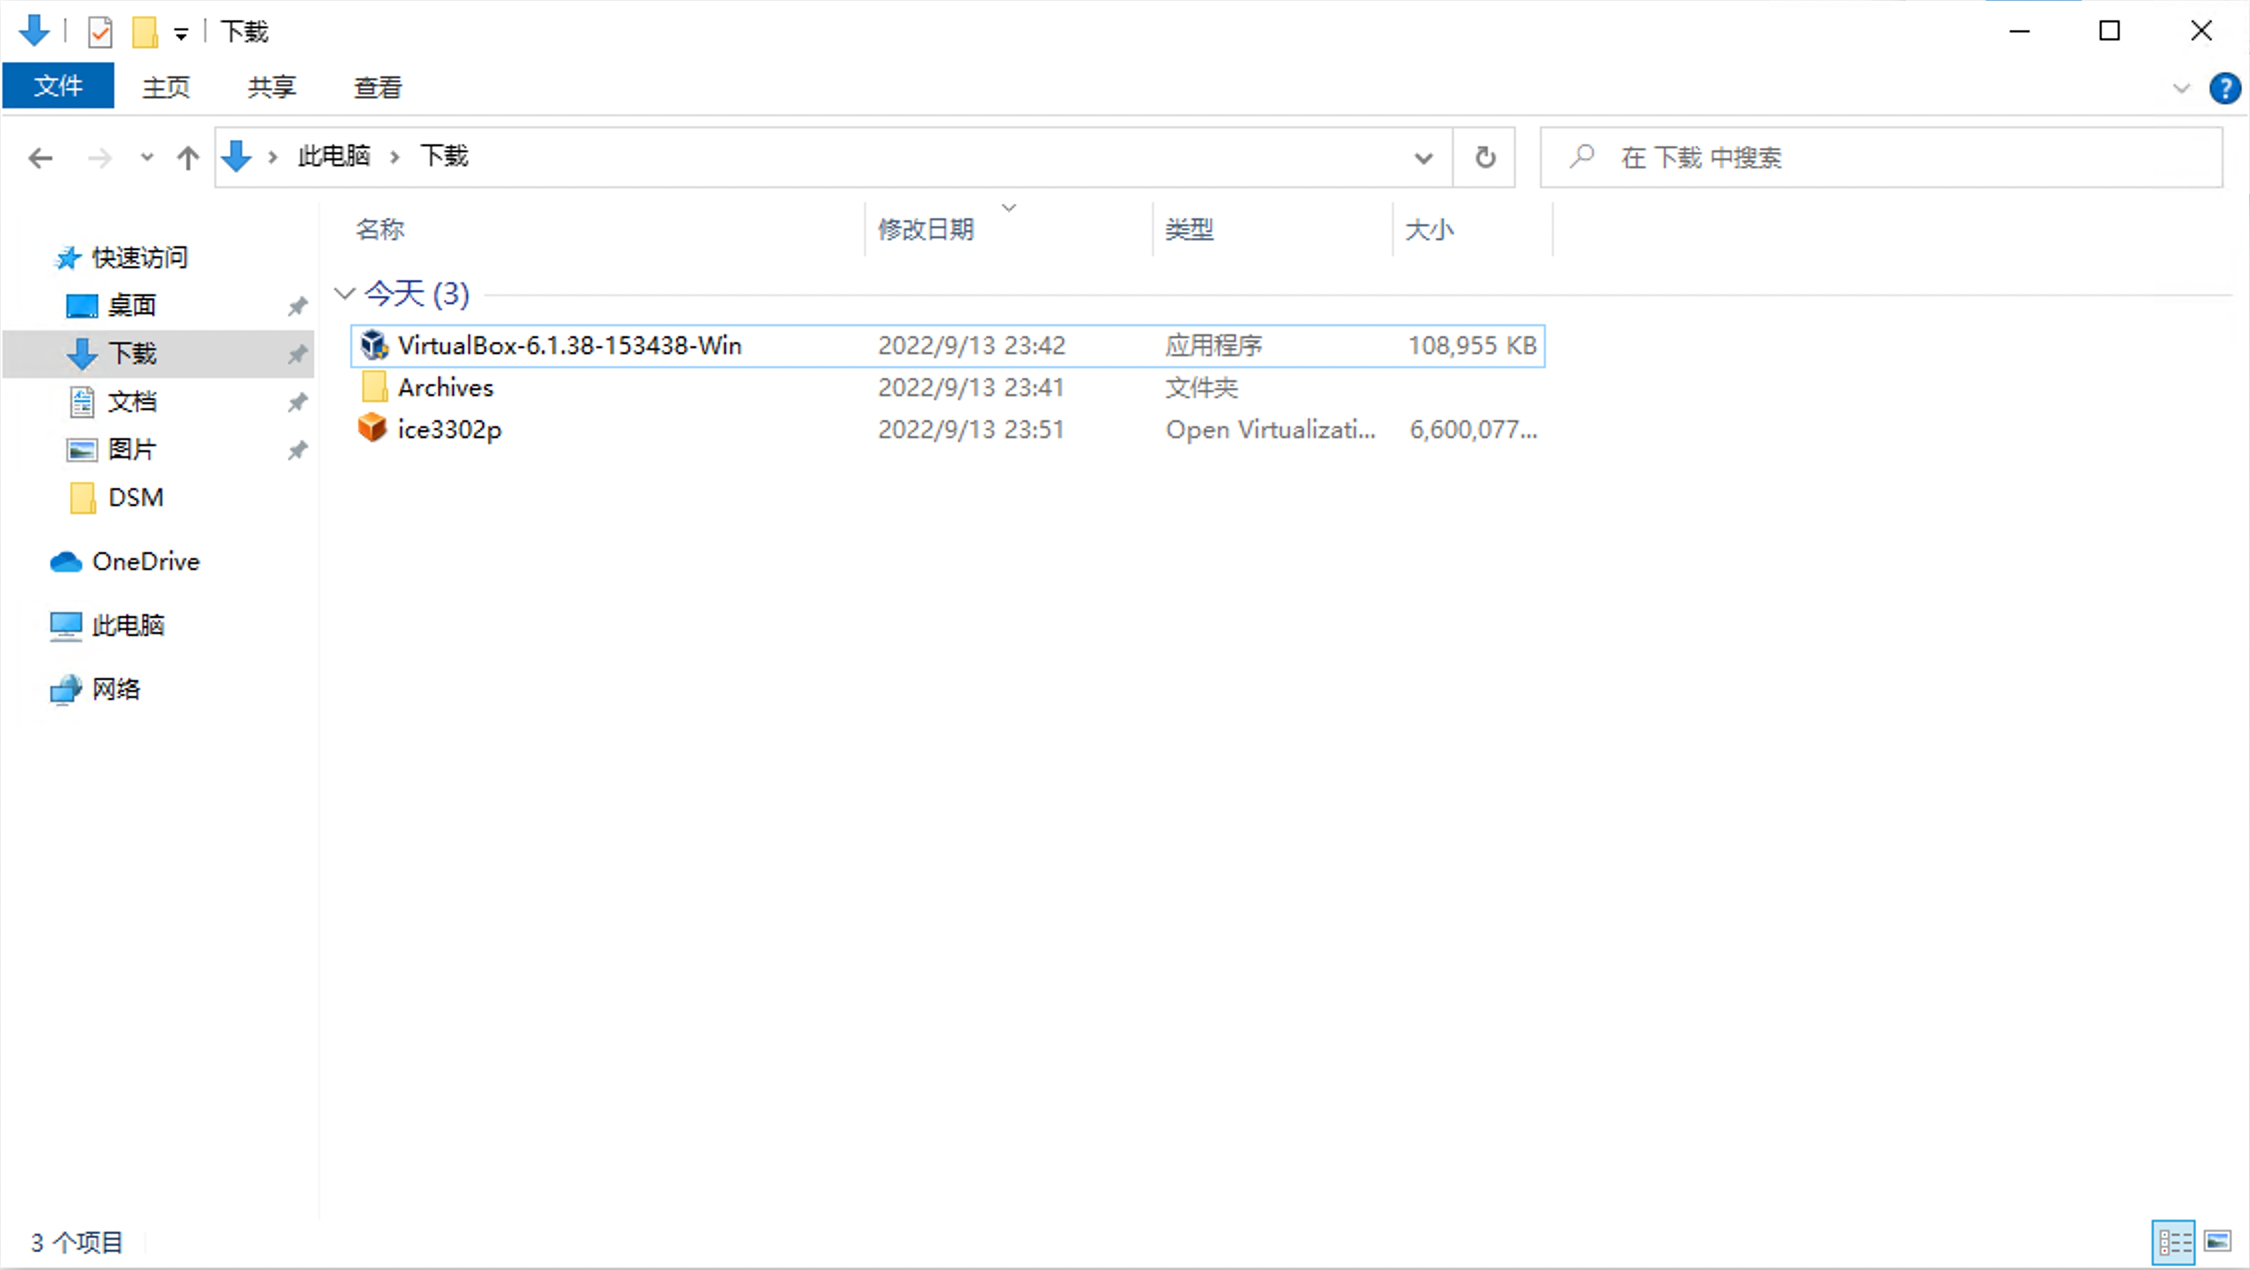 下载
文件 主页 共享 查看
此电脑 下载 在 下载 中搜索
名称 修改日期 类型 大小
快速访问
桌面
下载
文档
图片
DSM
OneDrive
此电脑
网络
今天 (3)
VirtualBox-6.1.38-153438-Win 2022/9/13 23:42 应用程序 108,955 KB
Archives 2022/9/13 23:41 文件夹
ice3302p 2022/9/13 23:51 Open Virtualizati... 6,600,077...
3 个项目